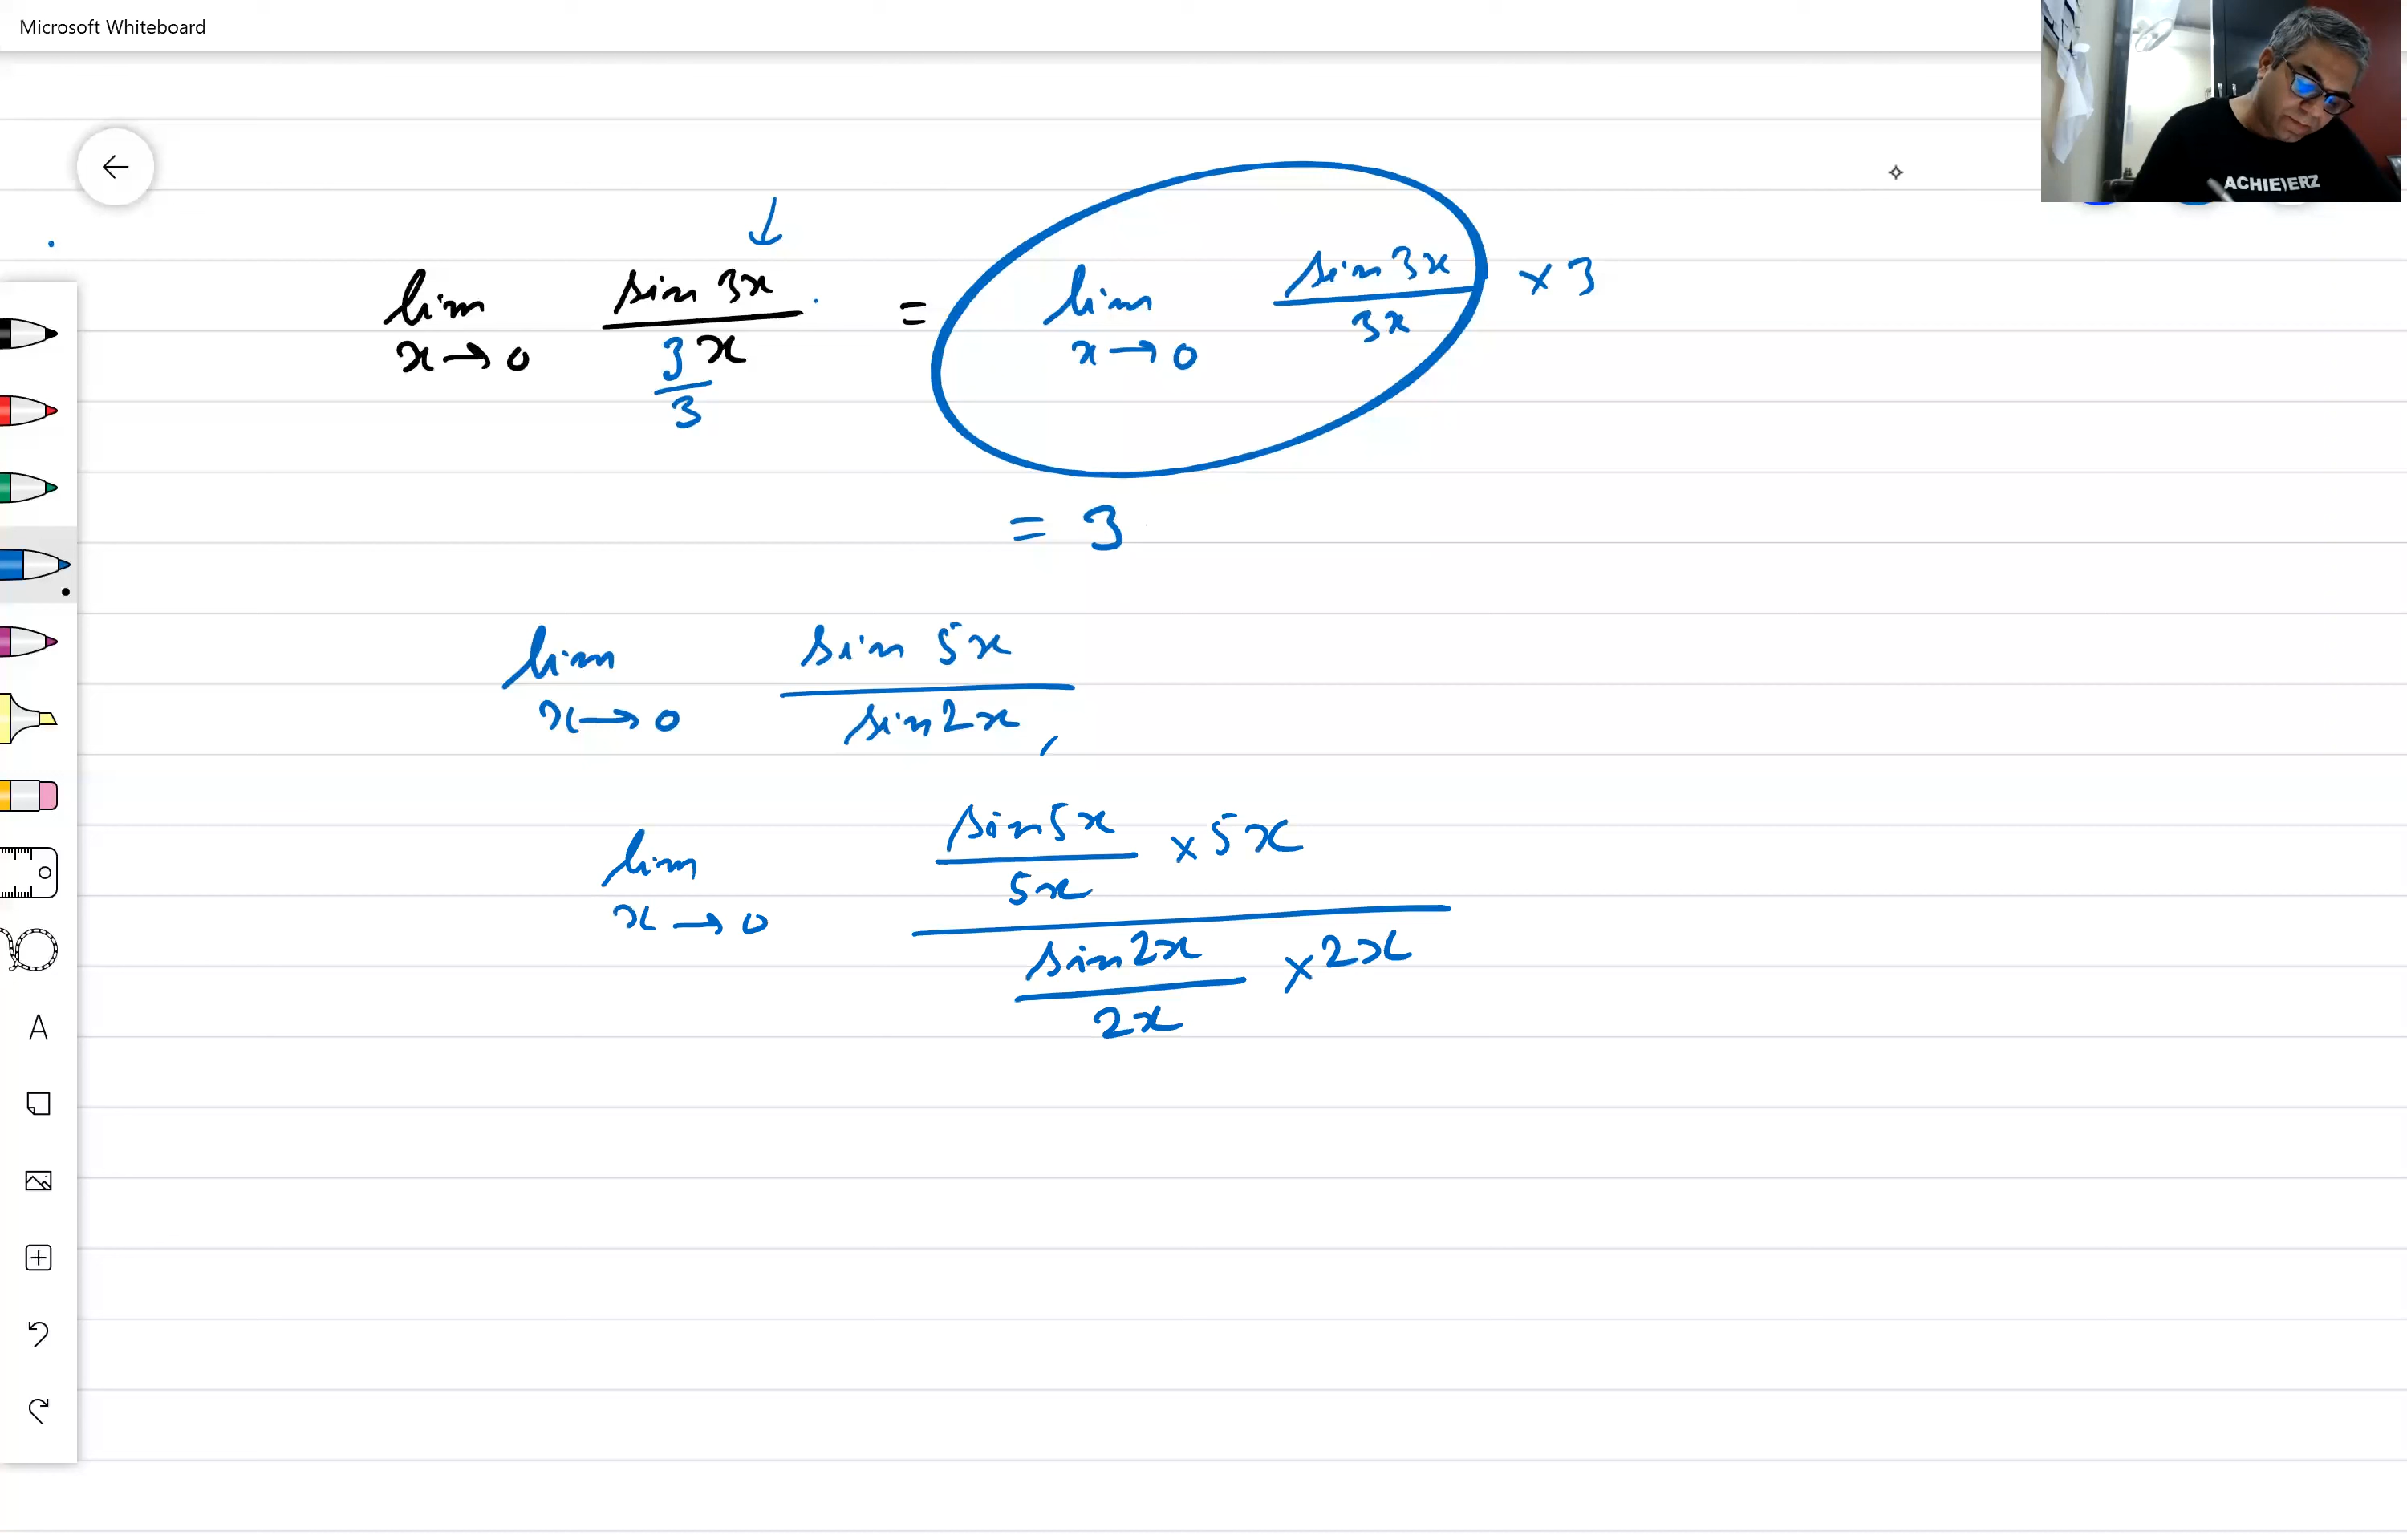 Microsoft Whiteboard
ACHIEVERZ
↓
lim x→0 sin 3x / (3/3 x) = lim x→0 sin 3x / 3x × 3
= 3
lim x→0 sin 5x / sin 2x ,
lim x→0 (sin 5x / 5x × 5x) / (sin 2x / 2x × 2x)
A